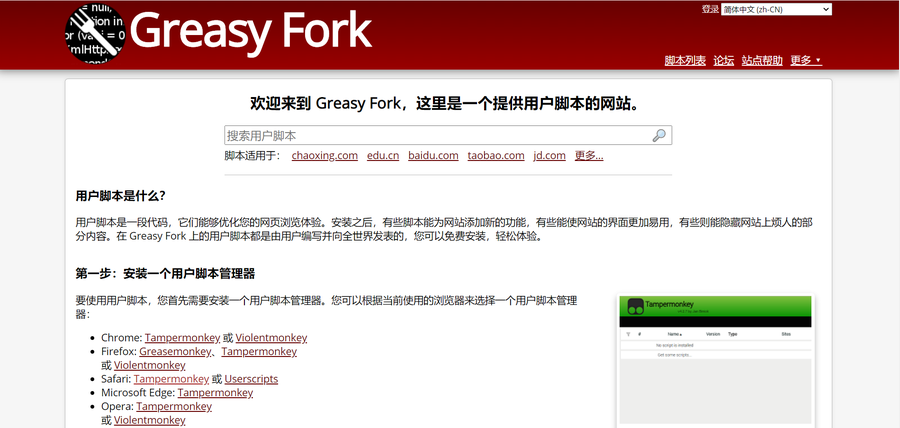 = null,
ction in
or (var i = 0
mlHttp
Greasy Fork
登录 简体中文 (zh-CN)
脚本列表 论坛 站点帮助 更多 ▼
欢迎来到 Greasy Fork，这里是一个提供用户脚本的网站。
搜索用户脚本
脚本适用于： chaoxing.com edu.cn baidu.com taobao.com jd.com 更多...
用户脚本是什么？
用户脚本是一段代码，它们能够优化您的网页浏览体验。安装之后，有些脚本能为网站添加新的功能，有些能使网站的界面更加易用，有些则能隐藏网站上烦人的部
分内容。在 Greasy Fork 上的用户脚本都是由用户编写并向全世界发表的，您可以免费安装，轻松体验。
第一步：安装一个用户脚本管理器
要使用用户脚本，您首先需要安装一个用户脚本管理器。您可以根据当前使用的浏览器来选择一个用户脚本管理
器：
• Chrome: Tampermonkey 或 Violentmonkey
• Firefox: Greasemonkey、Tampermonkey
或 Violentmonkey
• Safari: Tampermonkey 或 Userscripts
• Microsoft Edge: Tampermonkey
• Opera: Tampermonkey
或 Violentmonkey
Tampermonkey
# Name Version Type Sites
No script is installed
Get some scripts...